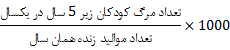 تعداد مرگ کودکان زیر 5 سال در یکسال
تعداد موالید زنده همان سال
× 1000